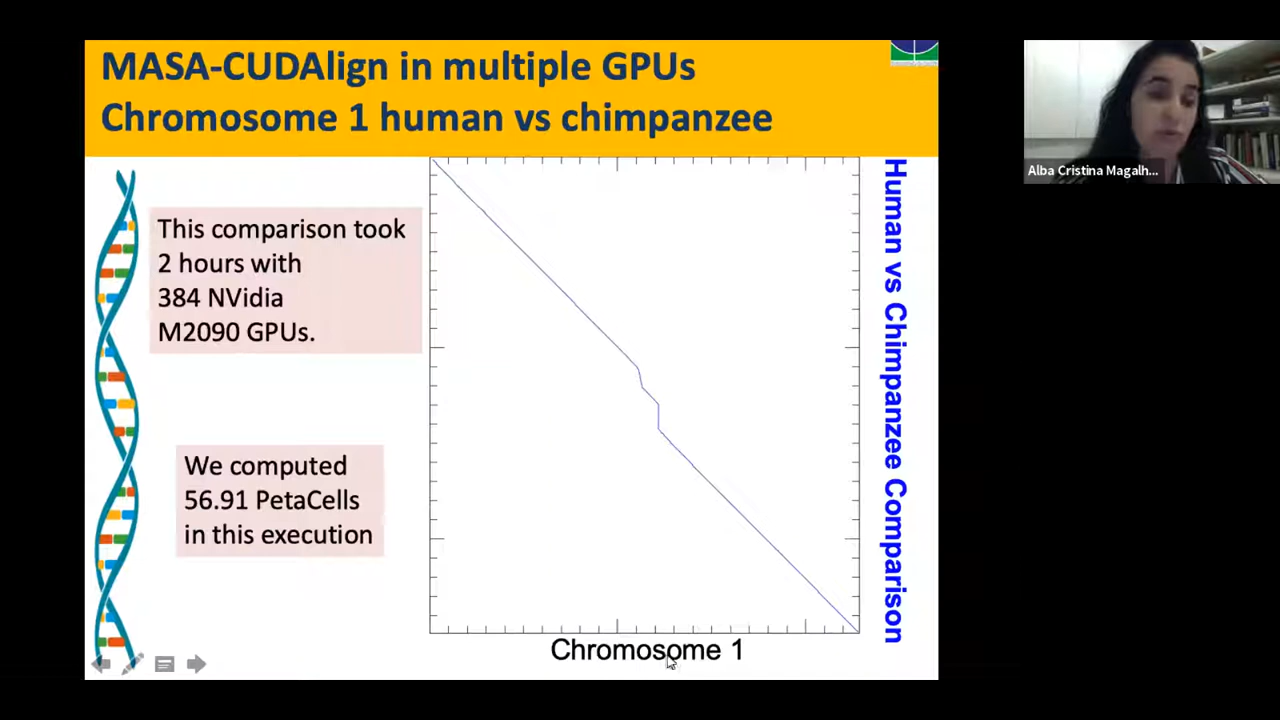 MASA-CUDAlign in multiple GPUs
Chromosome 1 human vs chimpanzee
This comparison took
2 hours with
384 NVidia
M2090 GPUs.
We computed
56.91 PetaCells
in this execution
Human vs Chimpanzee Comparison
Chromosome 1
Alba Cristina Magalh...